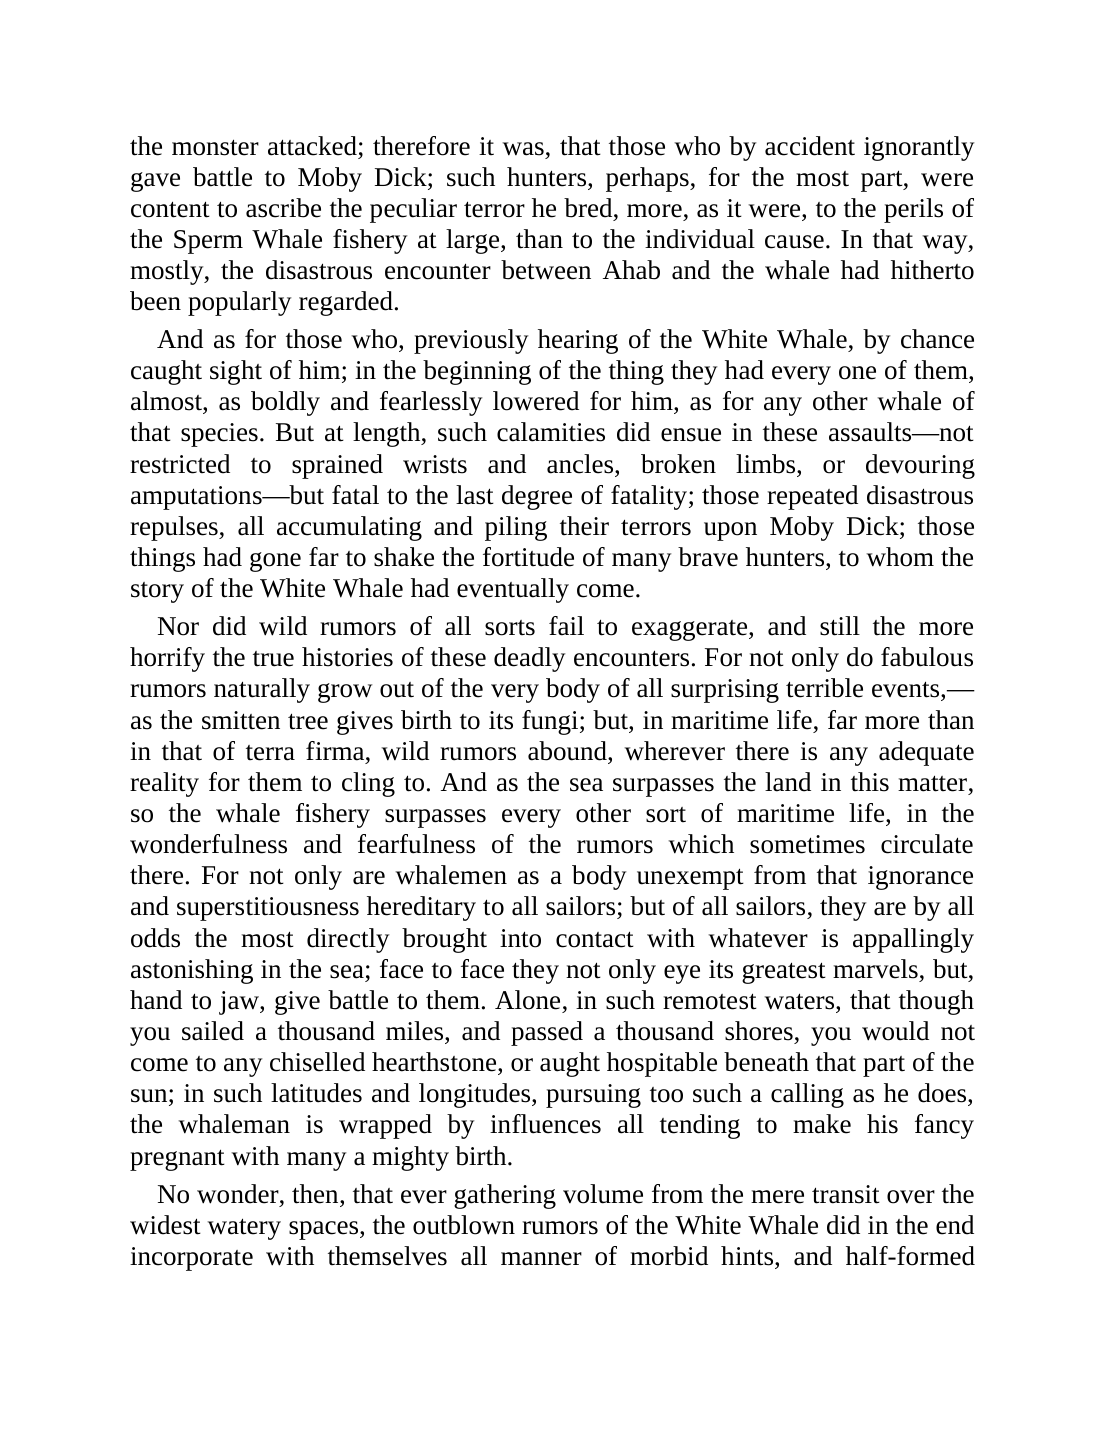 the monster attacked; therefore it was, that those who by accident ignorantly
gave battle to Moby Dick; such hunters, perhaps, for the most part, were
content to ascribe the peculiar terror he bred, more, as it were, to the perils of
the Sperm Whale fishery at large, than to the individual cause. In that way,
mostly, the disastrous encounter between Ahab and the whale had hitherto
been popularly regarded.
And as for those who, previously hearing of the White Whale, by chance
caught sight of him; in the beginning of the thing they had every one of them,
almost, as boldly and fearlessly lowered for him, as for any other whale of
that species. But at length, such calamities did ensue in these assaults—not
restricted to sprained wrists and ancles, broken limbs, or devouring
amputations—but fatal to the last degree of fatality; those repeated disastrous
repulses, all accumulating and piling their terrors upon Moby Dick; those
things had gone far to shake the fortitude of many brave hunters, to whom the
story of the White Whale had eventually come.
Nor did wild rumors of all sorts fail to exaggerate, and still the more
horrify the true histories of these deadly encounters. For not only do fabulous
rumors naturally grow out of the very body of all surprising terrible events,—
as the smitten tree gives birth to its fungi; but, in maritime life, far more than
in that of terra firma, wild rumors abound, wherever there is any adequate
reality for them to cling to. And as the sea surpasses the land in this matter,
so the whale fishery surpasses every other sort of maritime life, in the
wonderfulness and fearfulness of the rumors which sometimes circulate
there. For not only are whalemen as a body unexempt from that ignorance
and superstitiousness hereditary to all sailors; but of all sailors, they are by all
odds the most directly brought into contact with whatever is appallingly
astonishing in the sea; face to face they not only eye its greatest marvels, but,
hand to jaw, give battle to them. Alone, in such remotest waters, that though
you sailed a thousand miles, and passed a thousand shores, you would not
come to any chiselled hearthstone, or aught hospitable beneath that part of the
sun; in such latitudes and longitudes, pursuing too such a calling as he does,
the whaleman is wrapped by influences all tending to make his fancy
pregnant with many a mighty birth.
No wonder, then, that ever gathering volume from the mere transit over the
widest watery spaces, the outblown rumors of the White Whale did in the end
incorporate with themselves all manner of morbid hints, and half-formed